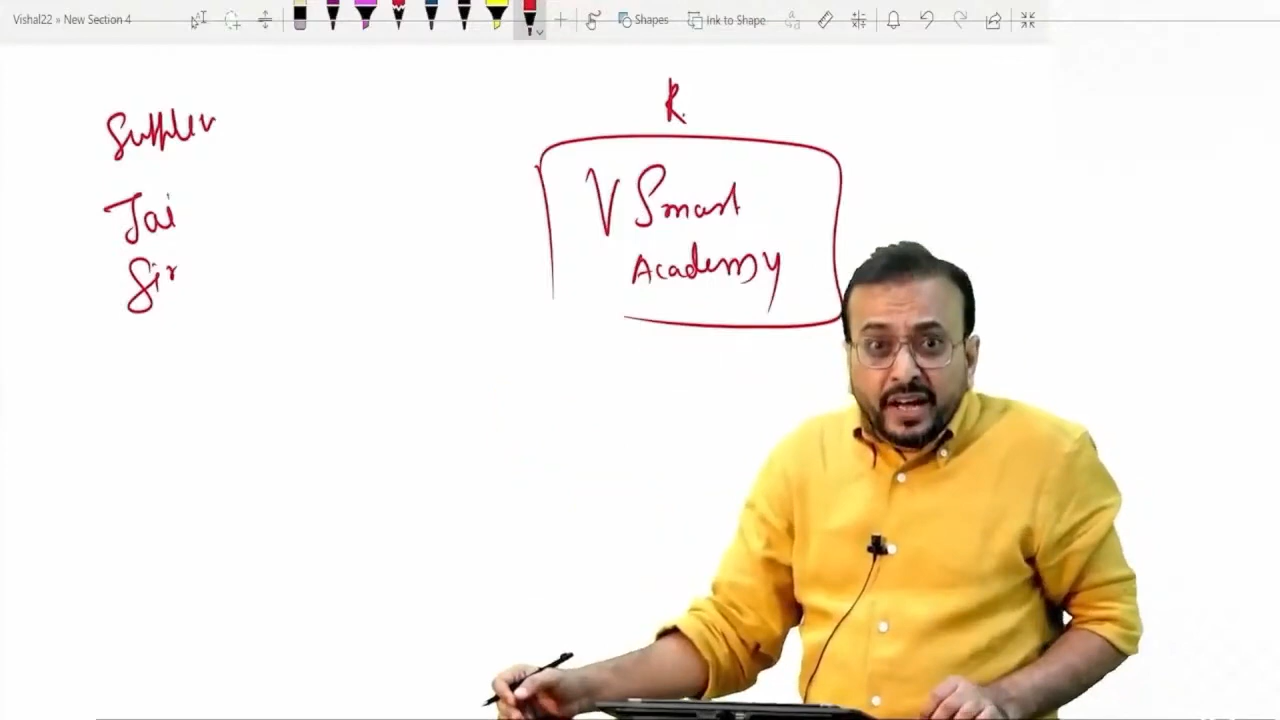 Vishal22 » New Section 4
Shapes
Ink to Shape
Supplier
R
Jai
Sir
V Smart
Academy